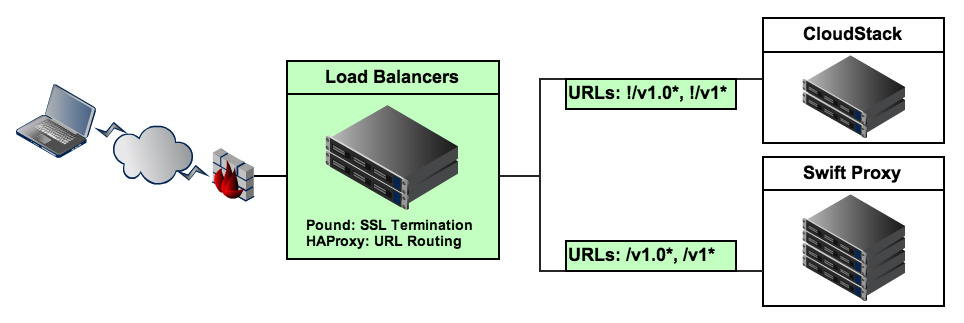 Load Balancers
Pound: SSL Termination
HAProxy: URL Routing
URLs: !/v1.0*, !/v1*
CloudStack
URLs: /v1.0*, /v1*
Swift Proxy